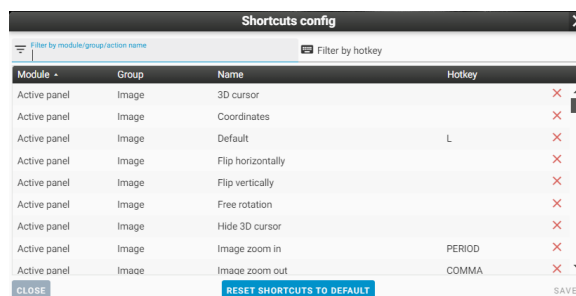 Shortcuts config
Filter by module/group/action name
Filter by hotkey
Module Group Name Hotkey
Active panel Image 3D cursor
Active panel Image Coordinates
Active panel Image Default L
Active panel Image Flip horizontally
Active panel Image Flip vertically
Active panel Image Free rotation
Active panel Image Hide 3D cursor
Active panel Image Image zoom in PERIOD
Active panel Image Image zoom out COMMA
CLOSE RESET SHORTCUTS TO DEFAULT SAVE